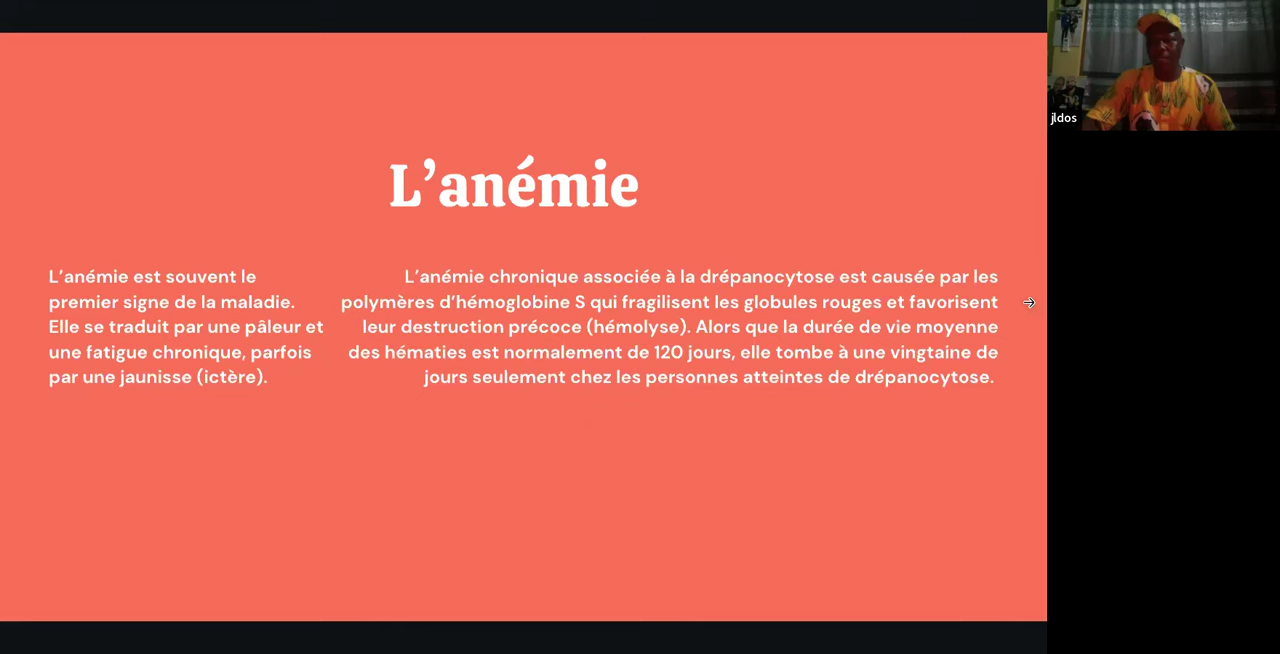 L’anémie
L’anémie est souvent le
premier signe de la maladie.
Elle se traduit par une pâleur et
une fatigue chronique, parfois
par une jaunisse (ictère).
L’anémie chronique associée à la drépanocytose est causée par les
polymères d’hémoglobine S qui fragilisent les globules rouges et favorisent
leur destruction précoce (hémolyse). Alors que la durée de vie moyenne
des hématies est normalement de 120 jours, elle tombe à une vingtaine de
jours seulement chez les personnes atteintes de drépanocytose.
jldos